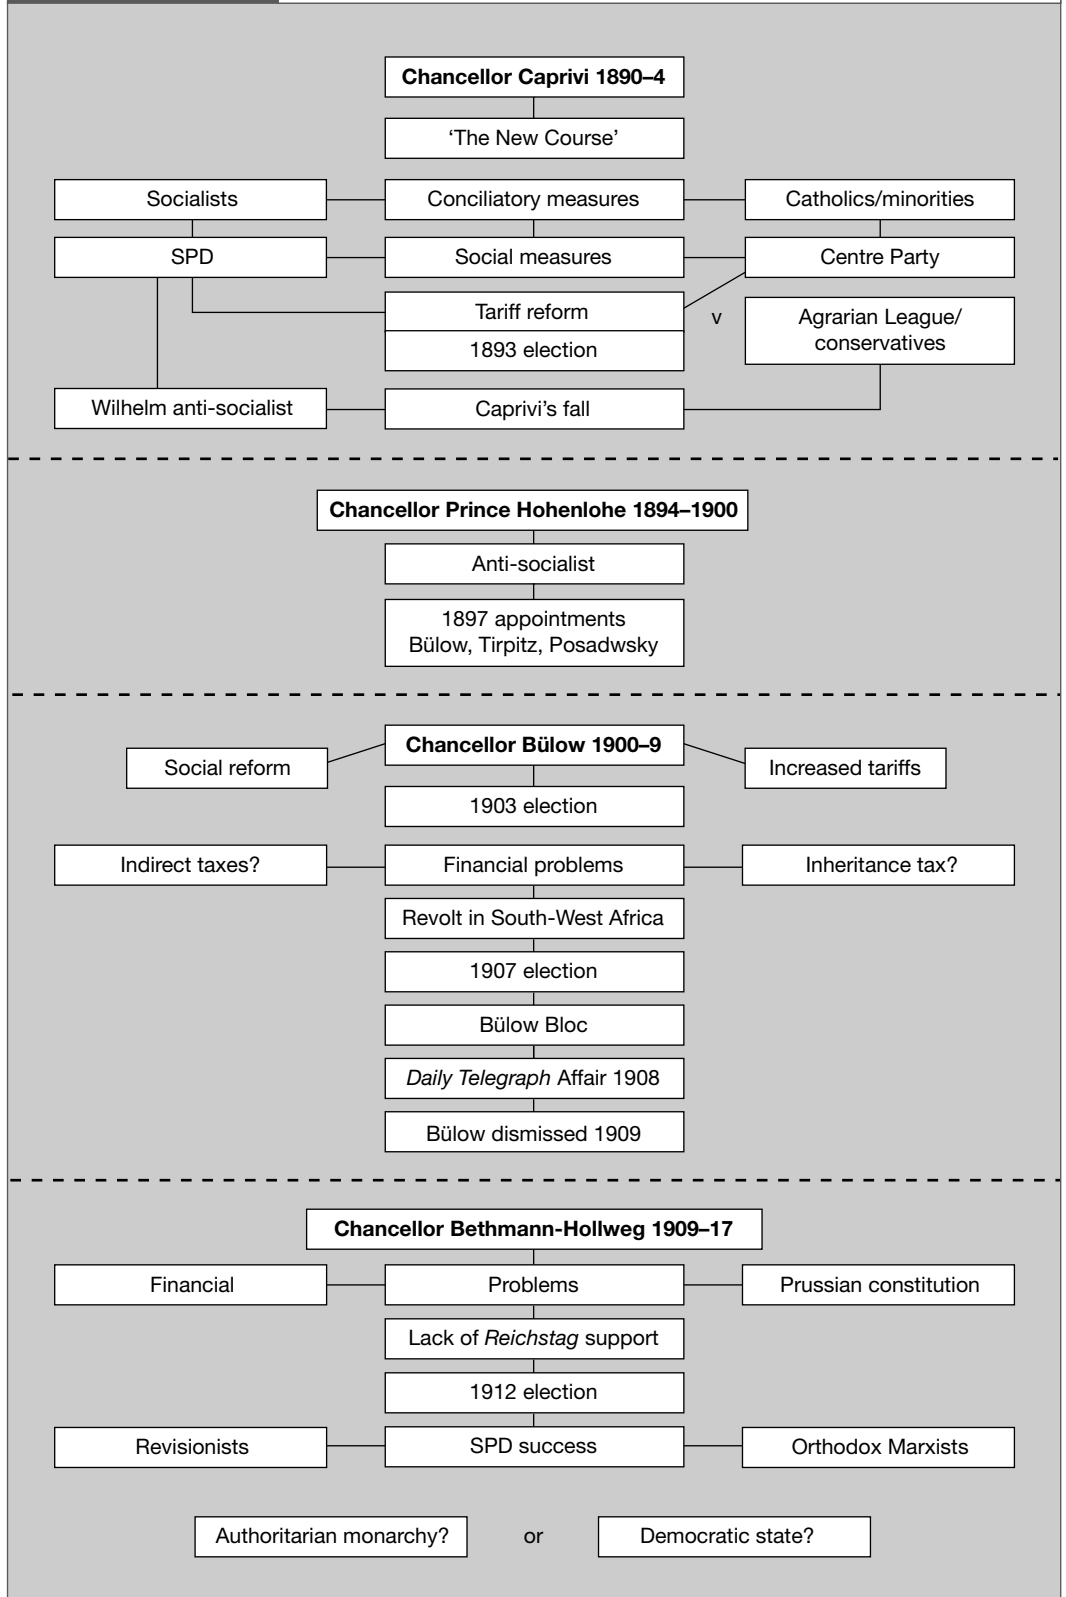 Chancellor Caprivi 1890–4
‘The New Course’
Socialists
Conciliatory measures
Catholics/minorities
SPD
Social measures
Centre Party
Tariff reform
v
Agrarian League/
conservatives
1893 election
Wilhelm anti-socialist
Caprivi’s fall
Chancellor Prince Hohenlohe 1894–1900
Anti-socialist
1897 appointments
Bülow, Tirpitz, Posadwsky
Chancellor Bülow 1900–9
Social reform
Increased tariffs
1903 election
Indirect taxes?
Financial problems
Inheritance tax?
Revolt in South-West Africa
1907 election
Bülow Bloc
Daily Telegraph Affair 1908
Bülow dismissed 1909
Chancellor Bethmann-Hollweg 1909–17
Financial
Problems
Prussian constitution
Lack of Reichstag support
1912 election
Revisionists
SPD success
Orthodox Marxists
Authoritarian monarchy?
or
Democratic state?